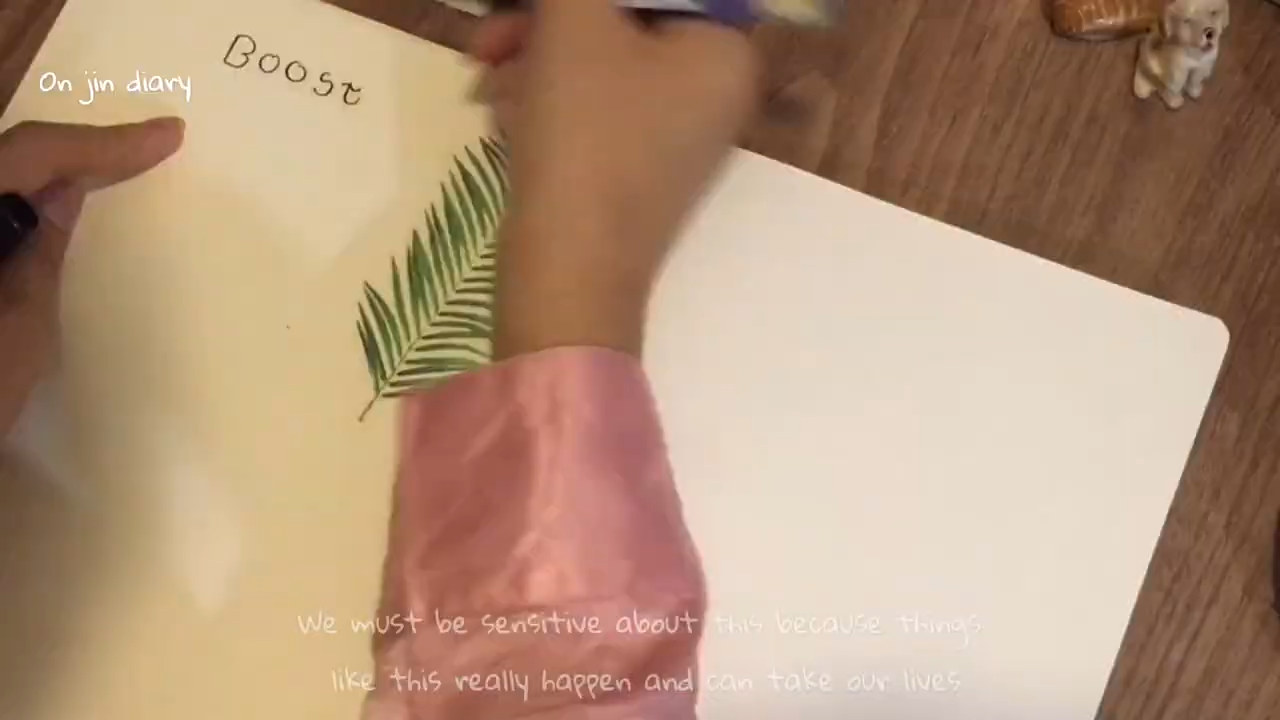 Boost
On jin diary
We must be sensitive about this because things
like this really happen and can take our lives